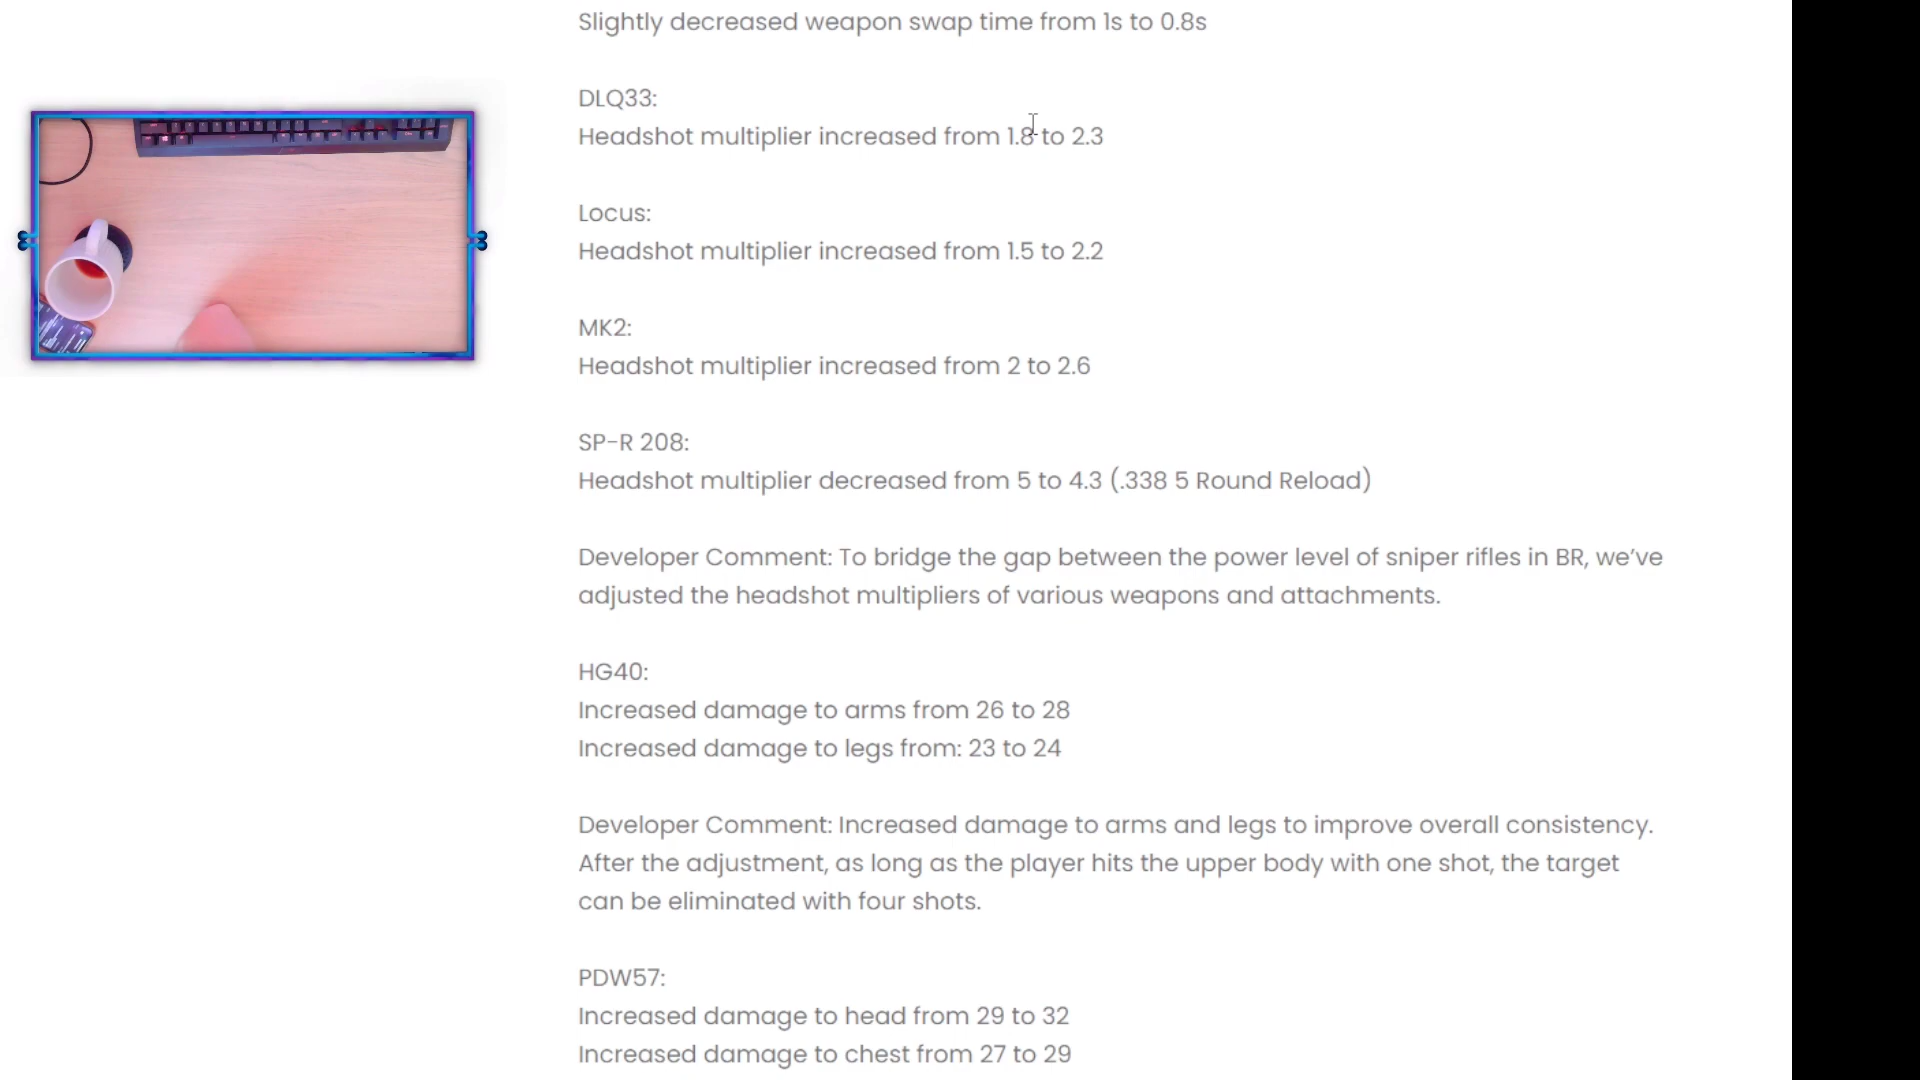 Slightly decreased weapon swap time from 1s to 0.8s
DLQ33:
Headshot multiplier increased from 1.8 to 2.3
Locus:
Headshot multiplier increased from 1.5 to 2.2
MK2:
Headshot multiplier increased from 2 to 2.6
SP-R 208:
Headshot multiplier decreased from 5 to 4.3 (.338 5 Round Reload)
Developer Comment: To bridge the gap between the power level of sniper rifles in BR, we’ve
adjusted the headshot multipliers of various weapons and attachments.
HG40:
Increased damage to arms from 26 to 28
Increased damage to legs from: 23 to 24
Developer Comment: Increased damage to arms and legs to improve overall consistency.
After the adjustment, as long as the player hits the upper body with one shot, the target
can be eliminated with four shots.
PDW57:
Increased damage to head from 29 to 32
Increased damage to chest from 27 to 29